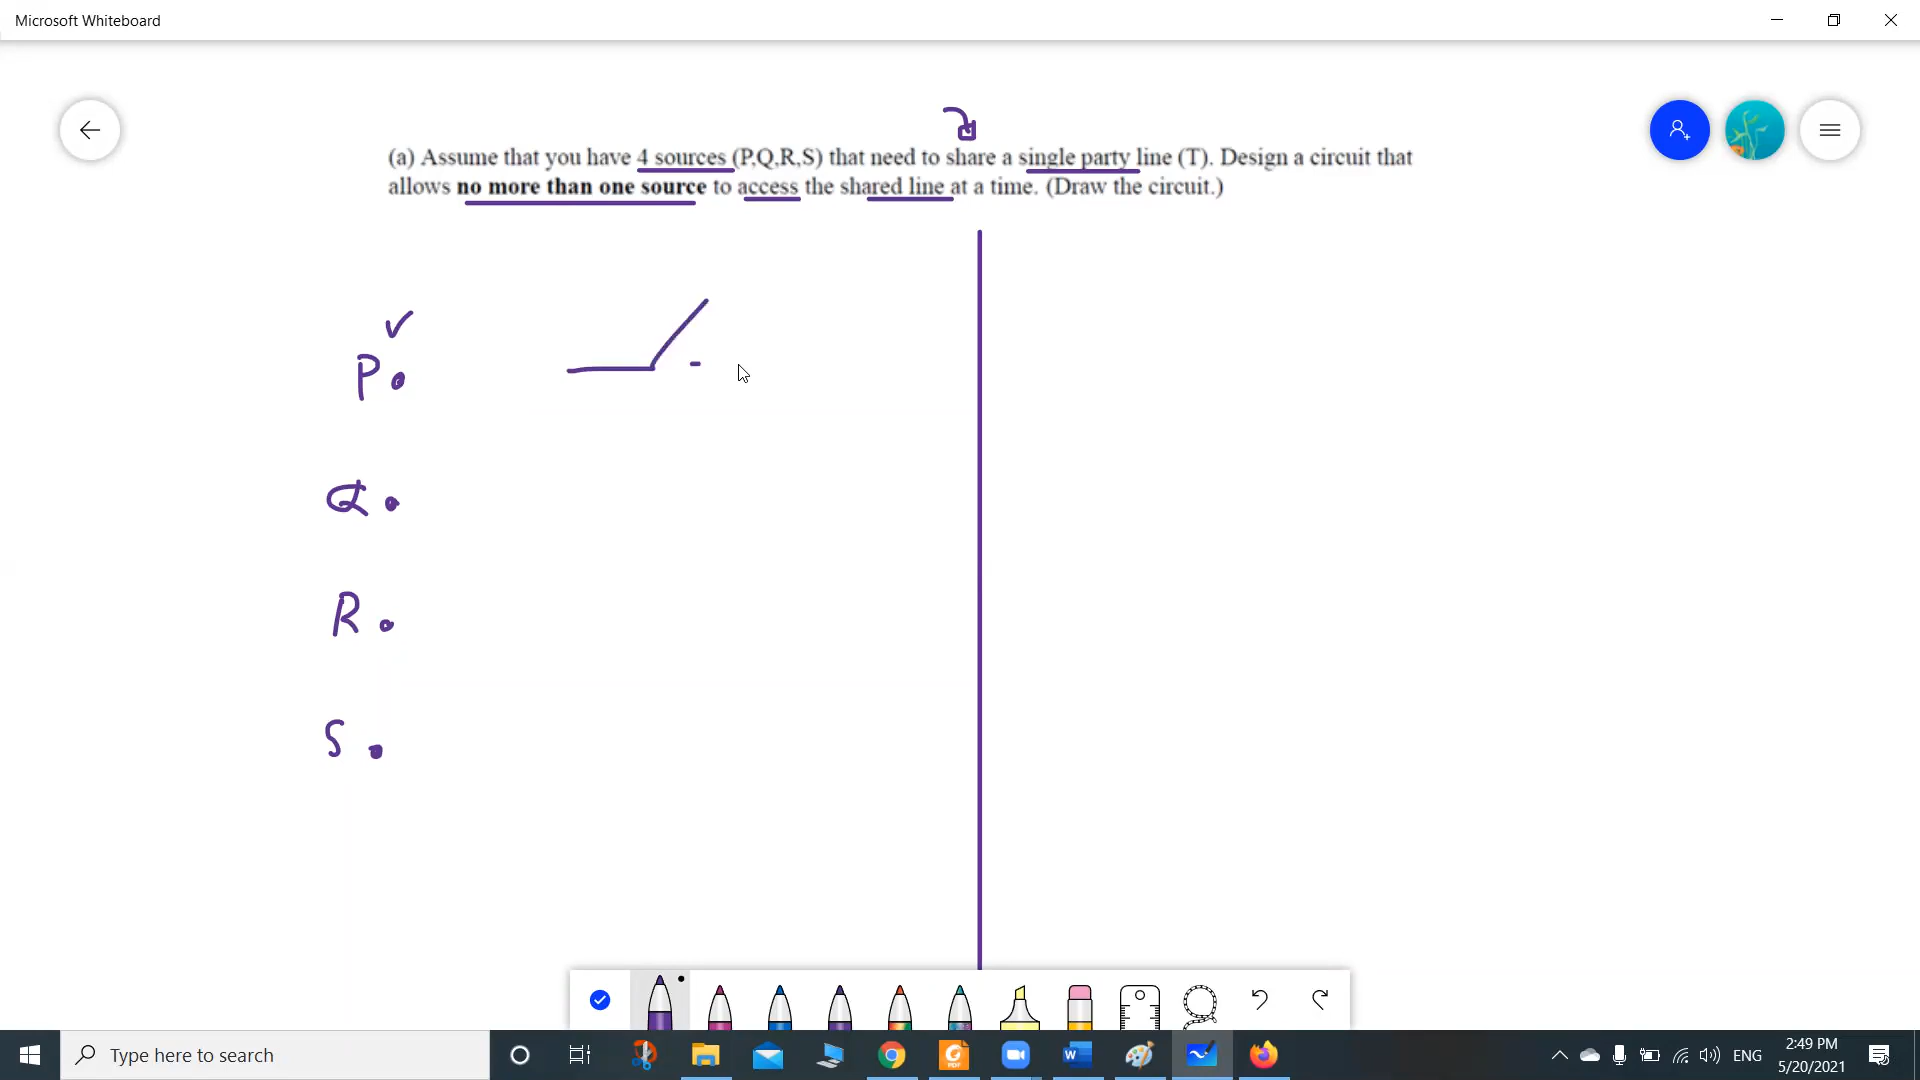 Microsoft Whiteboard
(a) Assume that you have 4 sources (P,Q,R,S) that need to share a single party line (T). Design a circuit that
allows no more than one source to access the shared line at a time. (Draw the circuit.)
P
Q
R
S
Type here to search
ENG
2:49 PM
5/20/2021